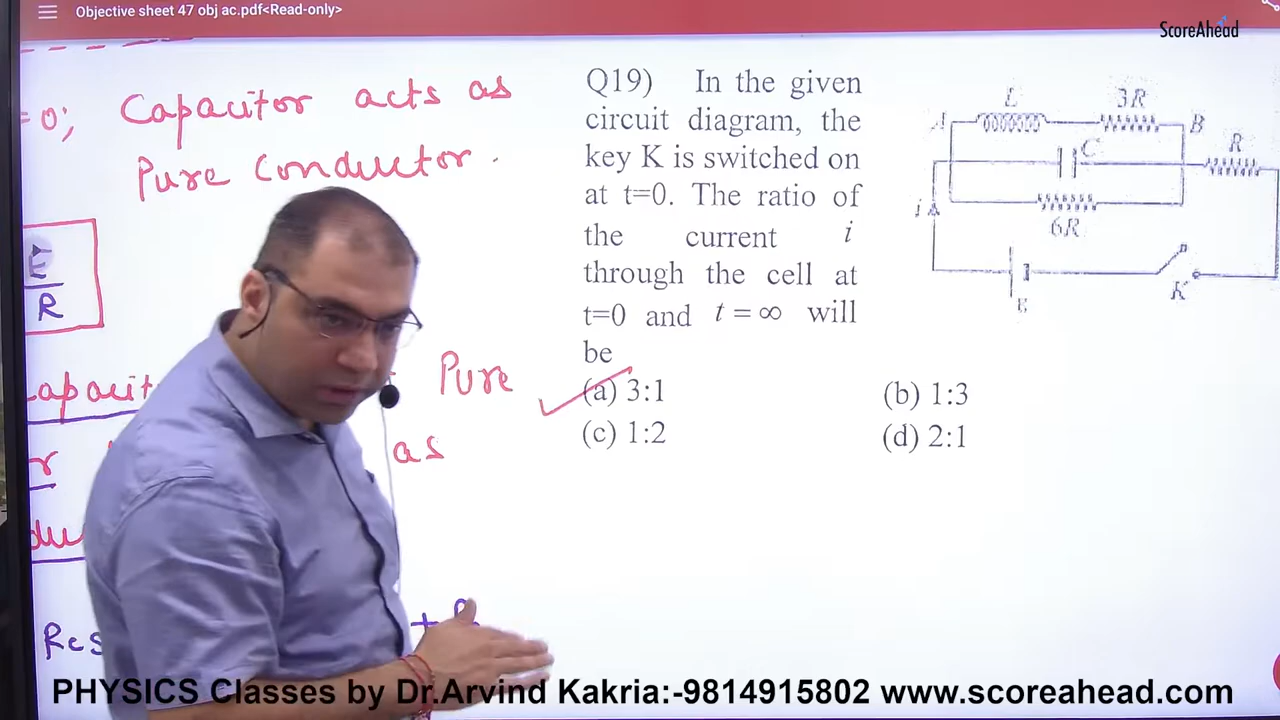 Objective sheet 47 obj ac.pdf<Read-only>
ScoreAhead
= 0; Capacitor acts as
Pure Conductor.
E
R
Pure
as
Res
+
Q19) In the given
circuit diagram, the
key K is switched on
at t=0. The ratio of
the current i
through the cell at
t=0 and t = ∞ will
be
(a) 3:1 (b) 1:3
(c) 1:2 (d) 2:1
L 3R
A B
C R
i 6R
E K
PHYSICS Classes by Dr.Arvind Kakria:-9814915802 www.scoreahead.com